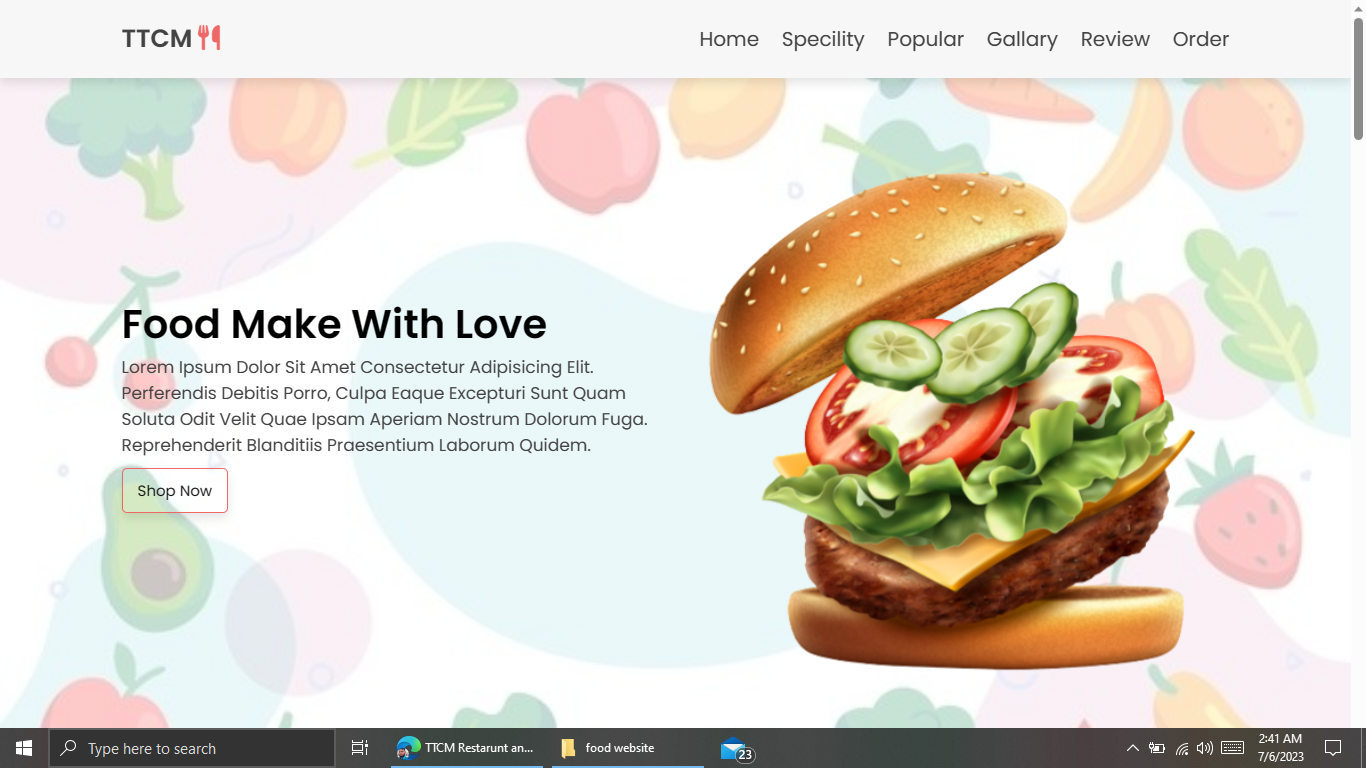 TTCM
Home Specility Popular Gallary Review Order
Food Make With Love
Lorem Ipsum Dolor Sit Amet Consectetur Adipisicing Elit.
Perferendis Debitis Porro, Culpa Eaque Excepturi Sunt Quam
Soluta Odit Velit Quae Ipsam Aperiam Nostrum Dolorum Fuga.
Reprehenderit Blanditiis Praesentium Laborum Quidem.
Shop Now
Type here to search
TTCM Restarunt an...
food website
23
2:41 AM
7/6/2023